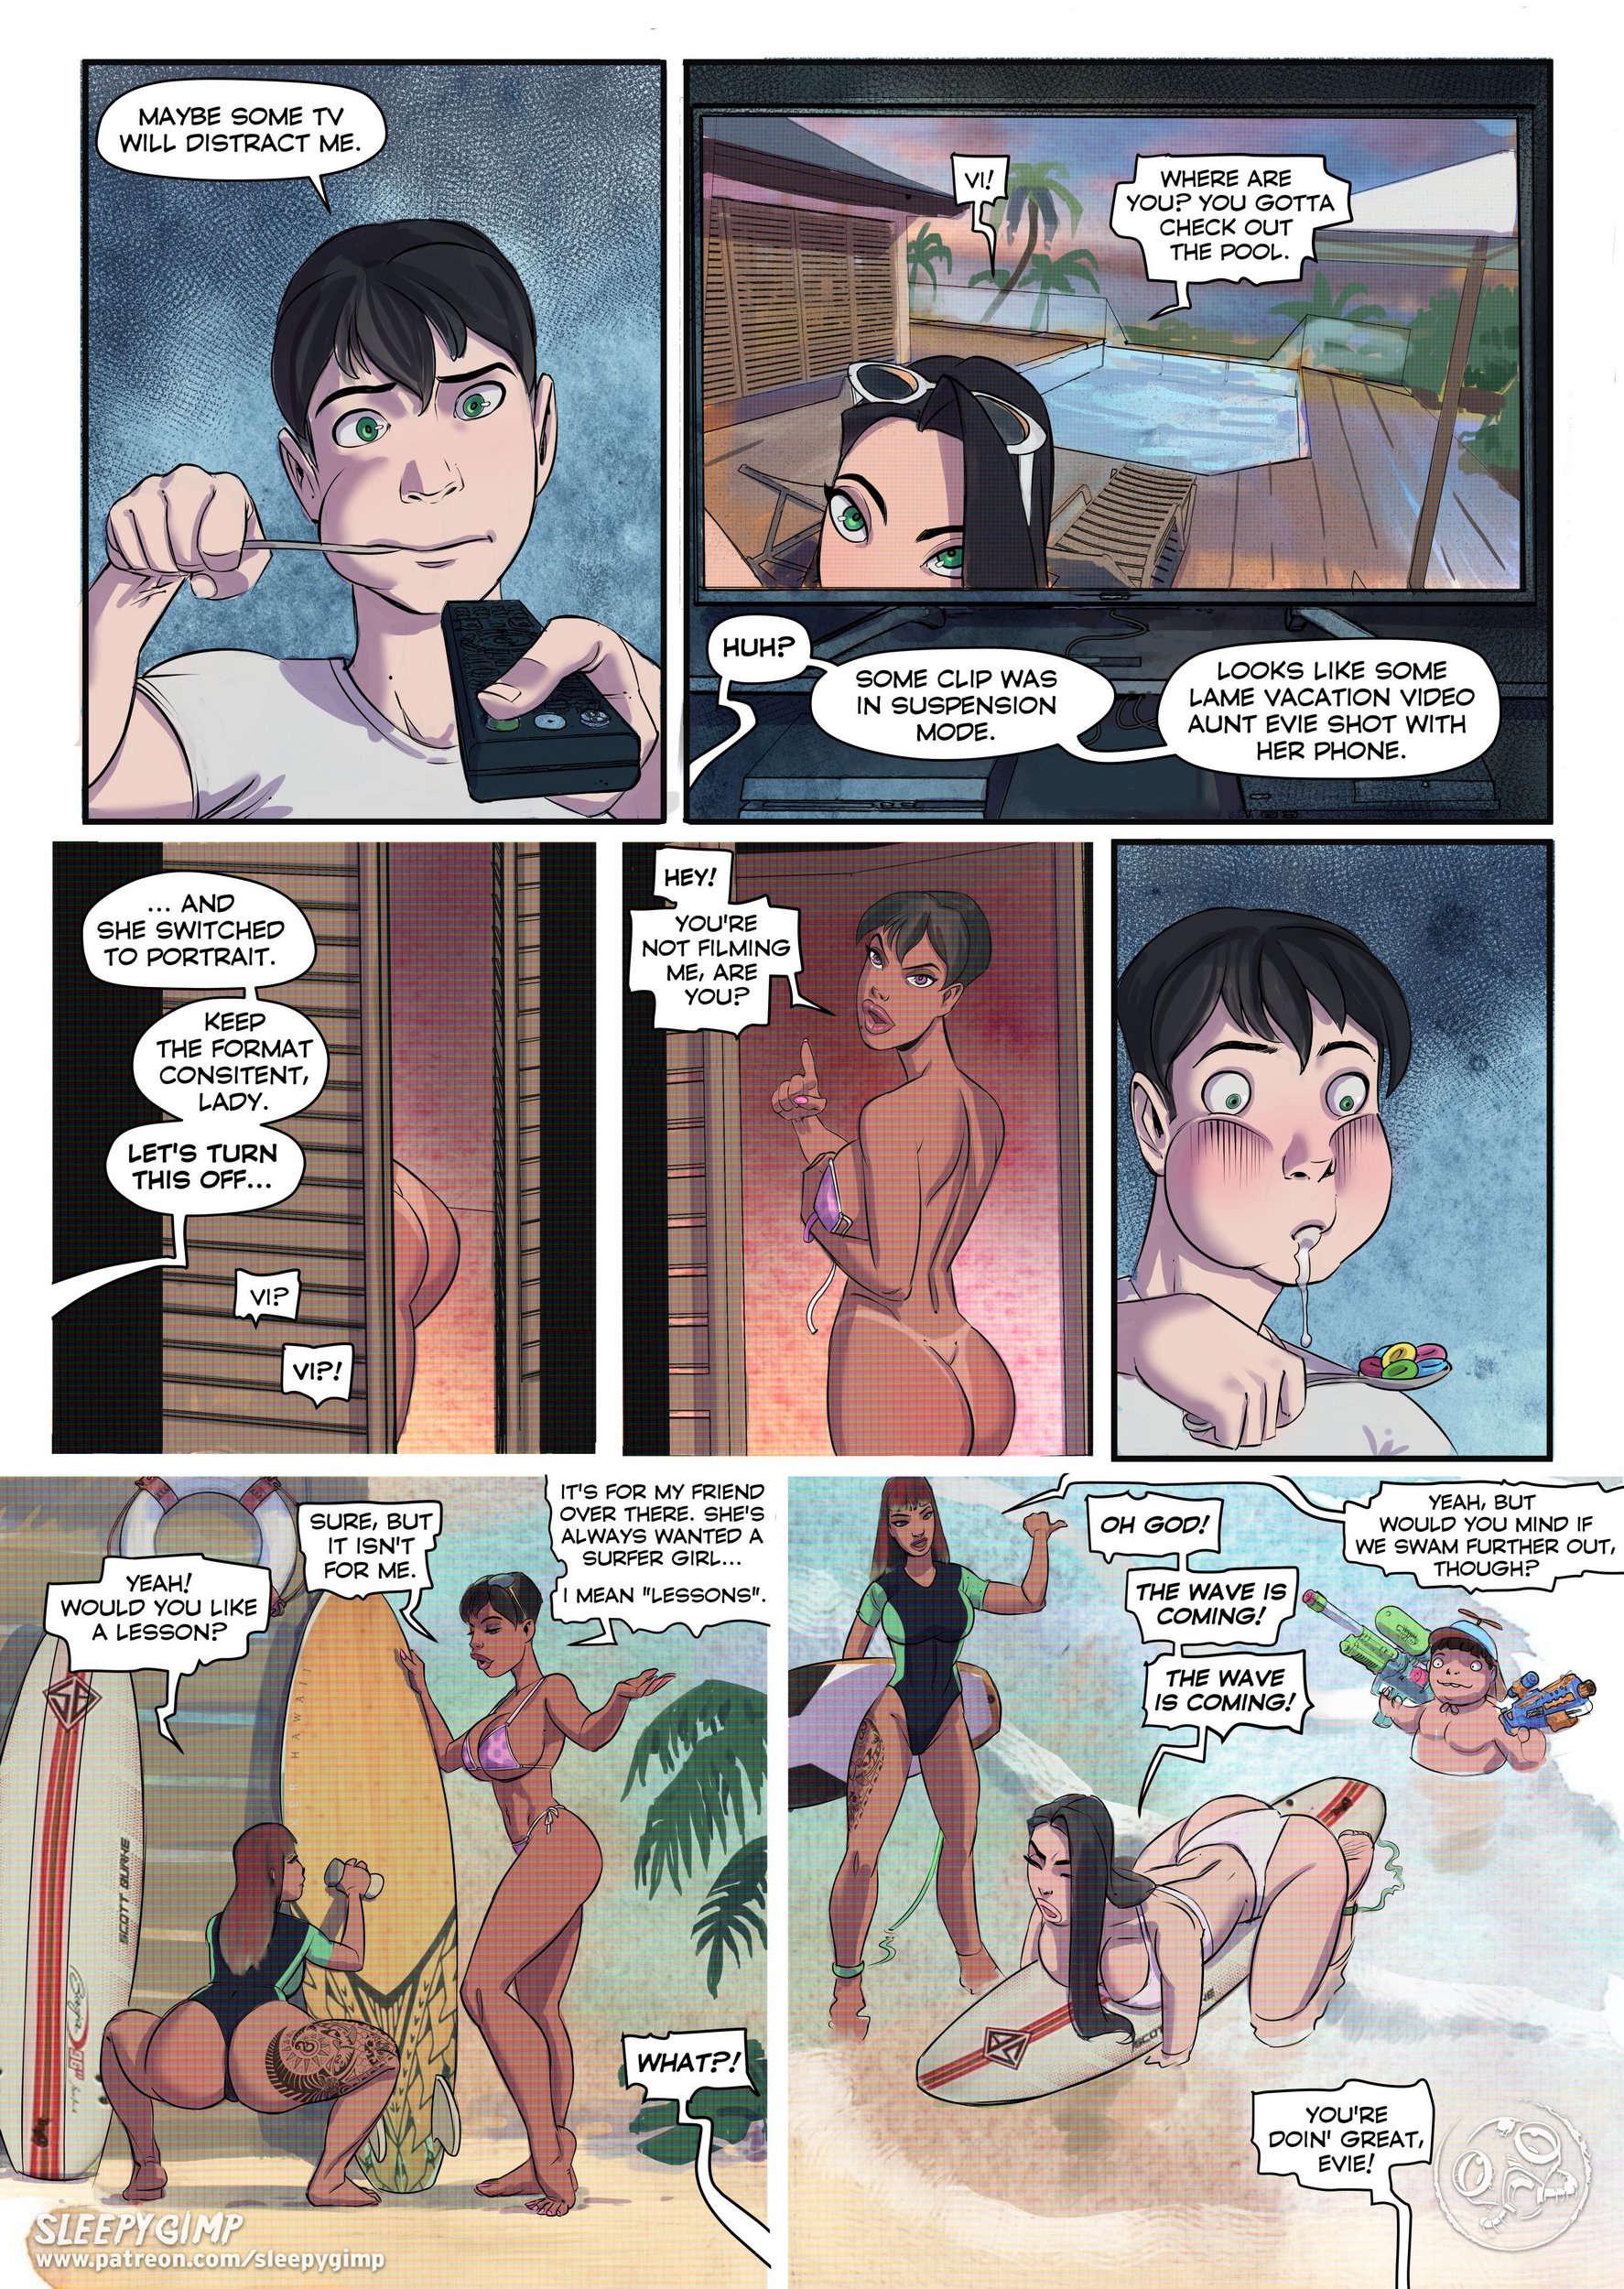 MAYBE SOME TV
WILL DISTRACT ME.
VI!
WHERE ARE
YOU? YOU GOTTA
CHECK OUT
THE POOL.
HUH?
SOME CLIP WAS
IN SUSPENSION
MODE.
LOOKS LIKE SOME
LAME VACATION VIDEO
AUNT EVIE SHOT WITH
HER PHONE.
... AND
SHE SWITCHED
TO PORTRAIT.
KEEP
THE FORMAT
CONSITENT,
LADY.
LET'S TURN
THIS OFF...
VI?
VI?!
HEY!
YOU'RE
NOT FILMING
ME, ARE
YOU?
YEAH!
WOULD YOU LIKE
A LESSON?
SURE, BUT
IT ISN'T
FOR ME.
IT'S FOR MY FRIEND
OVER THERE. SHE'S
ALWAYS WANTED A
SURFER GIRL...
I MEAN "LESSONS".
HAWAII
SCOTT BURKE
WHAT?!
YEAH, BUT
WOULD YOU MIND IF
WE SWAM FURTHER OUT,
THOUGH?
OH GOD!
THE WAVE IS
COMING!
THE WAVE
IS COMING!
SCOTT
YOU'RE
DOIN' GREAT,
EVIE!
SLEEPYGIMP
www.patreon.com/sleepygimp